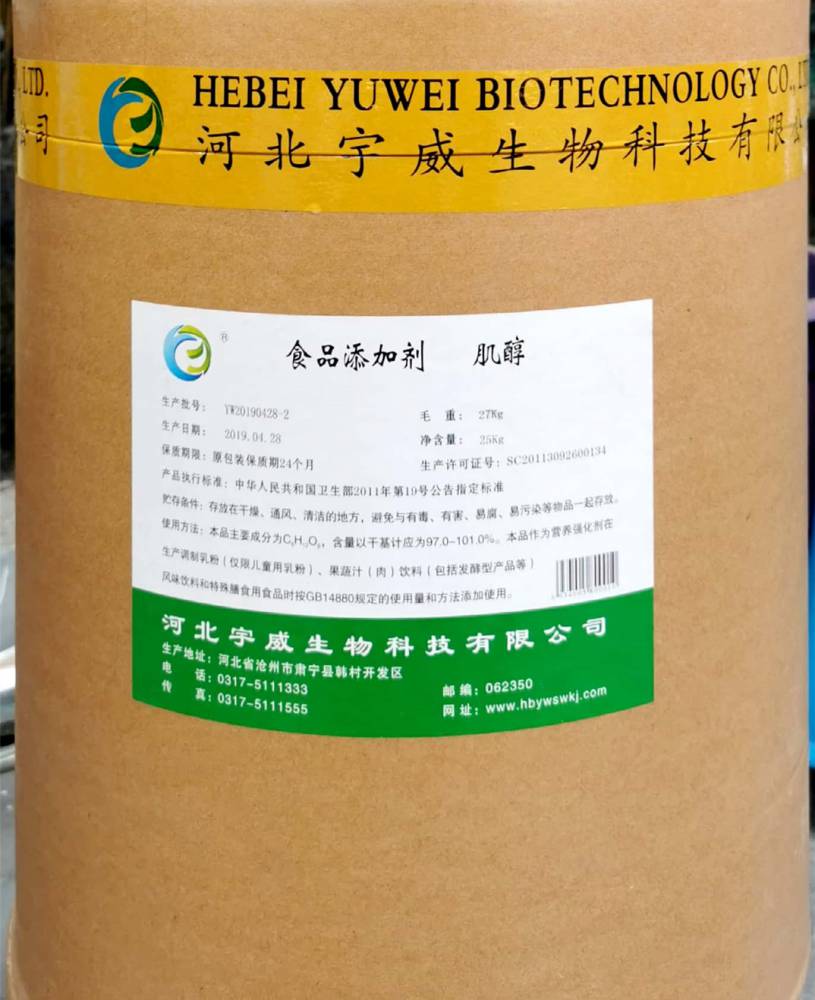 LTD.
公司
HEBEI YUWEI BIOTECHNOLOGY CO., LT
河北宇威生物科技有限公
®
食品添加剂 肌醇
生产批号: YW20190428-2
毛 重: 27Kg
生产日期: 2019.04.28
净含量: 25Kg
保质期限: 原包装保质期24个月
生产许可证号: SC20113092600134
产品执行标准: 中华人民共和国卫生部2011年第19号公告指定标准
贮存条件: 存放在干燥、通风、清洁的地方，避免与有毒、有害、易腐、易污染等物品一起存放。
使用方法: 本品主要成分为C₆H₁₂O₆，含量以干基计应为97.0-101.0%。本品作为营养强化剂在
生产调制乳粉（仅限儿童用乳粉）、果蔬汁（肉）饮料（包括发酵型产品等）
风味饮料和特殊膳食用食品时按GB14880规定的使用量和方法添加使用。
河北宇威生物科技有限公司
生产地址: 河北省沧州市肃宁县韩村开发区
电 话: 0317-5111333
邮编: 062350
传 真: 0317-5111555
网址: www.hbywswkj.com